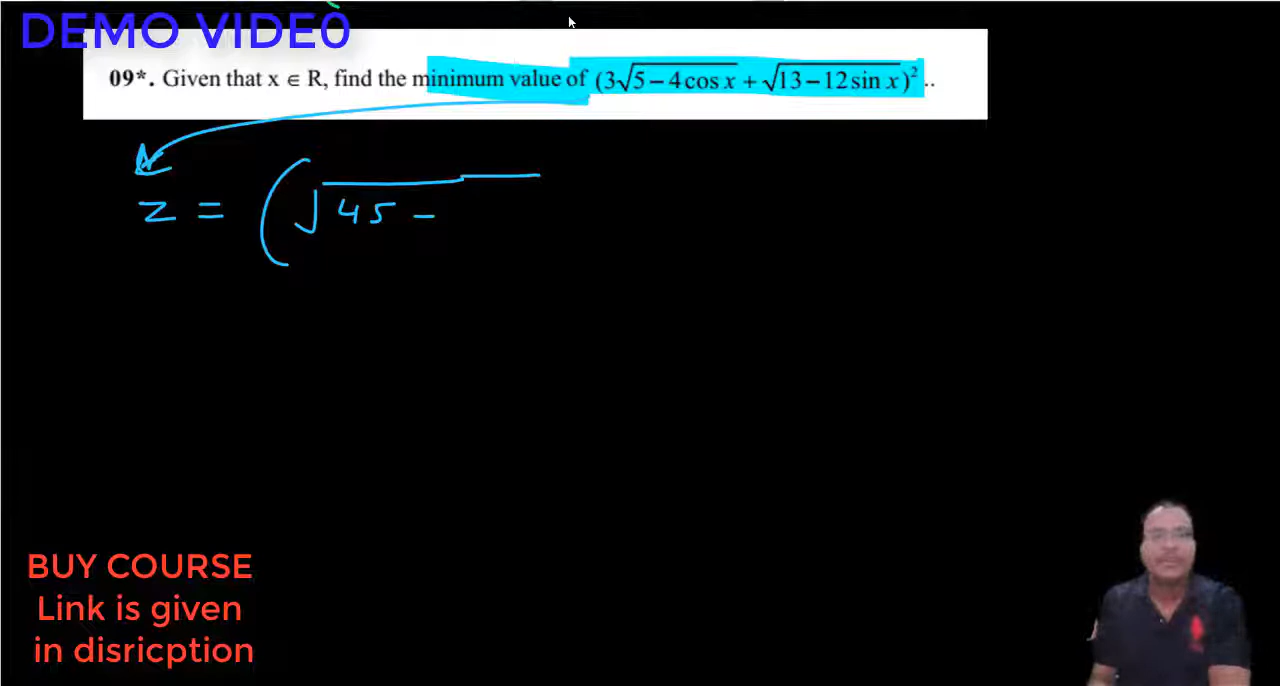 DEMO VIDEO
09*. Given that x ∈ R, find the minimum value of (3√5 − 4cos x + √13 − 12sin x)²..
z = (√45 −
BUY COURSE
Link is given
in disricption